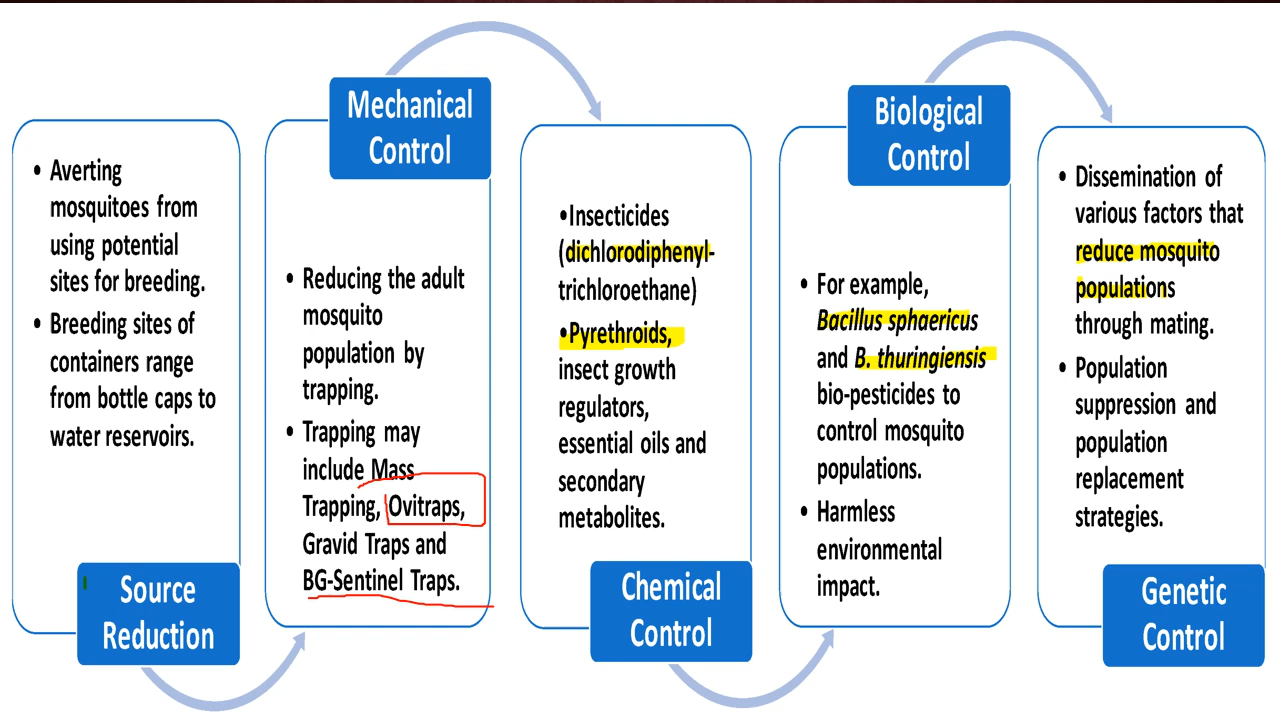 • Averting
mosquitoes from
using potential
sites for breeding.
• Breeding sites of
containers range
from bottle caps to
water reservoirs.
Source
Reduction
Mechanical
Control
• Reducing the adult
mosquito
population by
trapping.
• Trapping may
include Mass
Trapping, Ovitraps,
Gravid Traps and
BG-Sentinel Traps.
•Insecticides
(dichlorodiphenyl-
trichloroethane)
•Pyrethroids,
insect growth
regulators,
essential oils and
secondary
metabolites.
Chemical
Control
Biological
Control
• For example,
Bacillus sphaericus
and B. thuringiensis
bio-pesticides to
control mosquito
populations.
• Harmless
environmental
impact.
• Dissemination of
various factors that
reduce mosquito
populations
through mating.
• Population
suppression and
population
replacement
strategies.
Genetic
Control